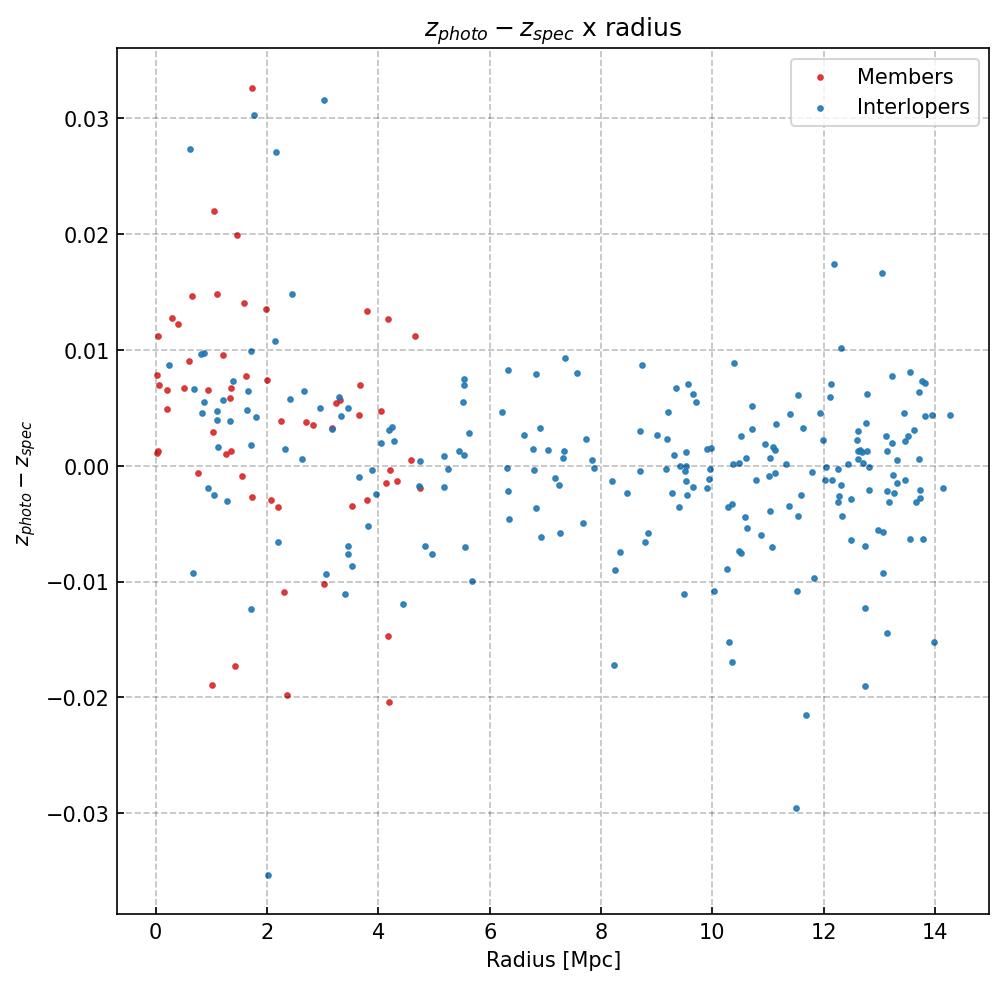 z_photo − z_spec x radius
Members
Interlopers
0.03
0.02
0.01
0.00
−0.01
−0.02
−0.03
z_photo − z_spec
0 2 4 6 8 10 12 14
Radius [Mpc]